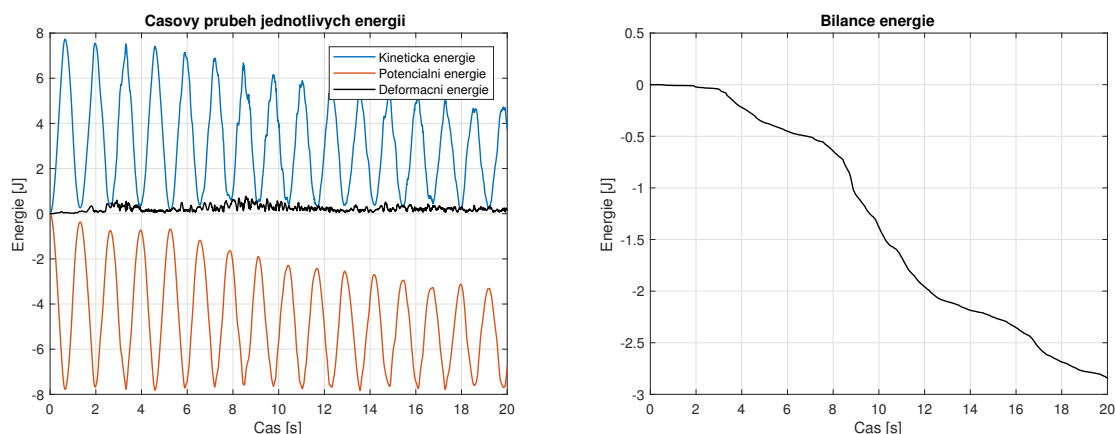 Casovy prubeh jednotlivych energii
8
6
4
2
0
-2
-4
-6
-8
Energie [J]
Kineticka energie
Potencialni energie
Deformacni energie
0 2 4 6 8 10 12 14 16 18 20
Cas [s]
Bilance energie
0.5
0
-0.5
-1
-1.5
-2
-2.5
-3
Energie [J]
0 2 4 6 8 10 12 14 16 18 20
Cas [s]